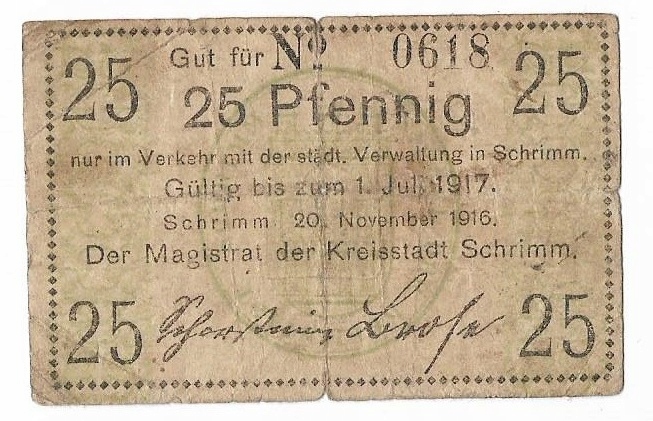 25 Gut für Nº 0618 25
25 Pfennig
nur im Verkehr mit der städt. Verwaltung in Schrimm.
Gültig bis zum 1. Juli 1917.
Schrimm 20. November 1916.
Der Magistrat der Kreisstadt Schrimm.
25 Brose 25